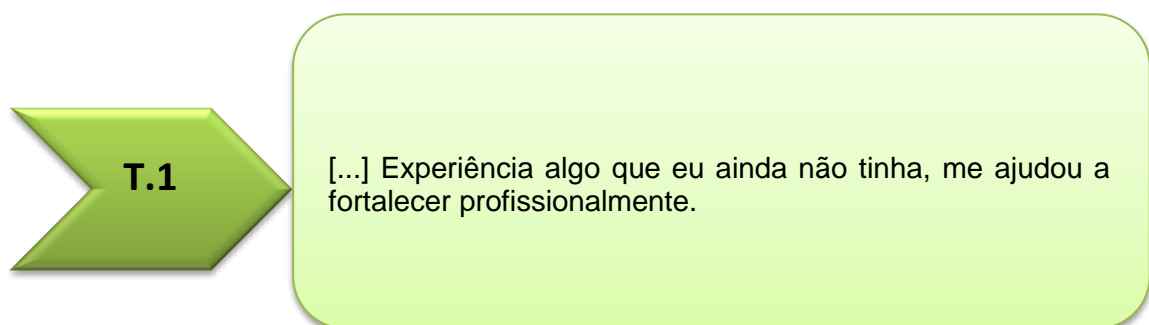 T.1
[...] Experiência algo que eu ainda não tinha, me ajudou a
fortalecer profissionalmente.